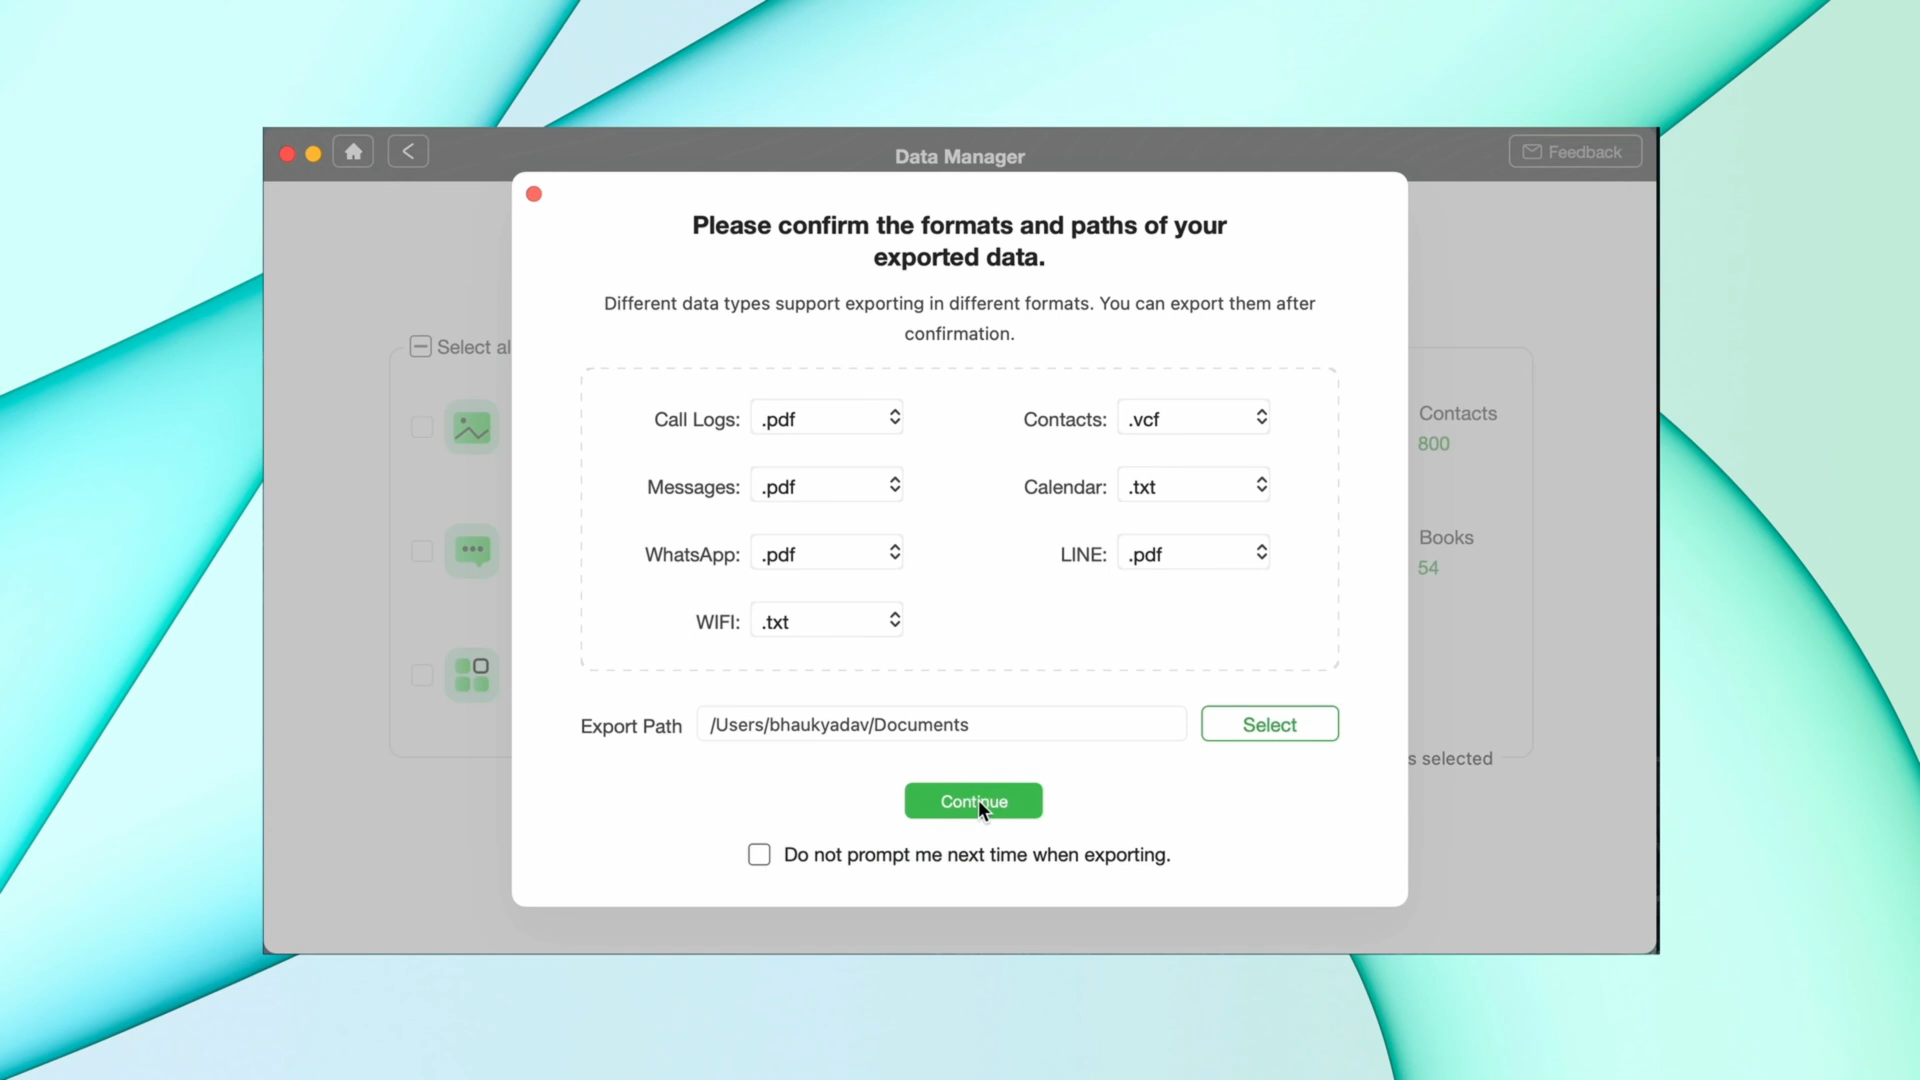 Data Manager
Feedback
Please confirm the formats and paths of your
exported data.
Different data types support exporting in different formats. You can export them after
confirmation.
Select al
Call Logs: .pdf
Contacts: .vcf
Messages: .pdf
Calendar: .txt
WhatsApp: .pdf
LINE: .pdf
WIFI: .txt
Contacts
800
Books
54
Export Path /Users/bhaukyadav/Documents Select
s selected
Continue
Do not prompt me next time when exporting.